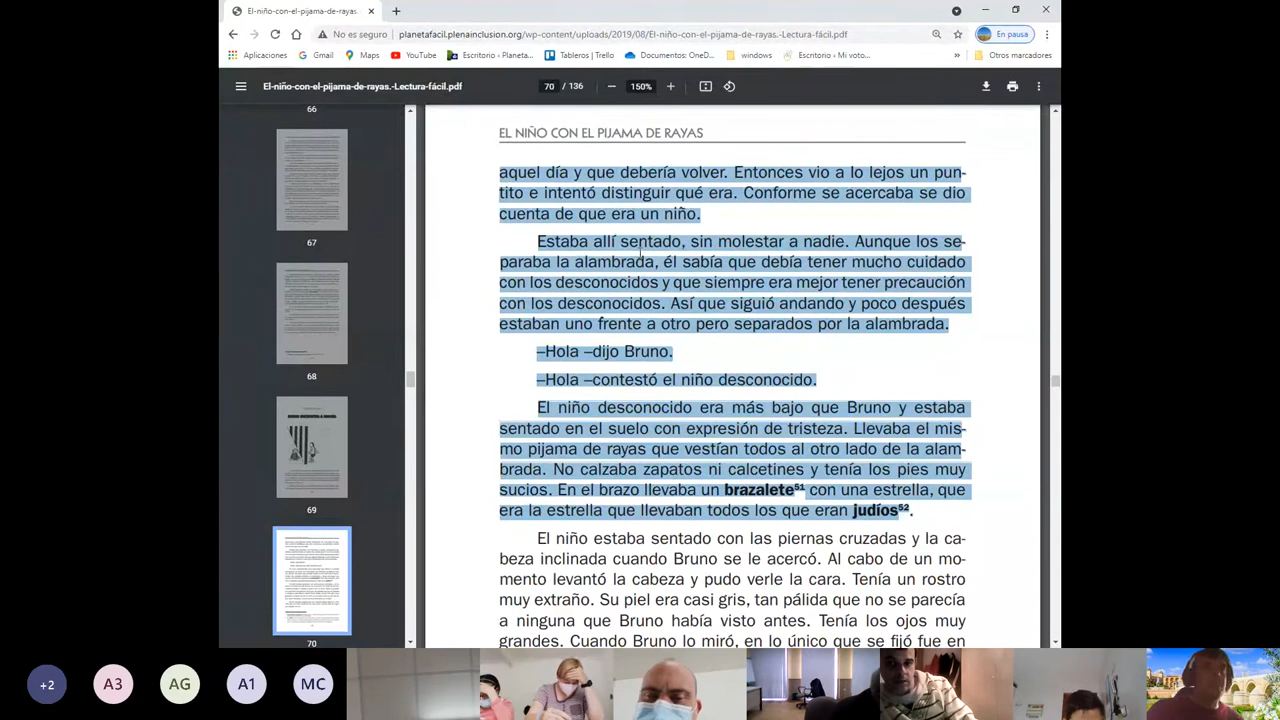 El-niño-con-el-pijama-de-rayas.
No es seguro planetafacil.plenainclusion.org/wp-content/uploads/2019/08/El-niño-con-el-pijama-de-rayas.-Lectura-fácil.pdf En pausa
Aplicaciones Gmail Maps YouTube Escritorio - Planeta... Tableros | Trello Documentos: OneD... windows Escritorio - Mi voto... » Otros marcadores
El-niño-con-el-pijama-de-rayas.-Lectura-fácil.pdf 70 / 136 150%
66
67
68
69
70
EL NIÑO CON EL PIJAMA DE RAYAS
aquel día y que debería volver. Entonces vio a lo lejos un pun-
tito e intentó distinguir qué era. Conforme se acercaba se dio
cuenta de que era un niño.
Estaba allí sentado, sin molestar a nadie. Aunque los se-
paraba la alambrada, él sabía que debía tener mucho cuidado
con los desconocidos y que siempre era mejor tener precaución
con los desconocidos. Así que siguió andando y poco después
estaban uno frente a otro pero separados por la alambrada.
–Hola –dijo Bruno.
–Hola –contestó el niño desconocido.
El niño desconocido era más bajo que Bruno y estaba
sentado en el suelo con expresión de tristeza. Llevaba el mis-
mo pijama de rayas que vestían todos al otro lado de la alam-
brada. No calzaba zapatos ni calcetines y tenía los pies muy
sucios. En el brazo llevaba un brazalete⁵¹ con una estrella, que
era la estrella que llevaban todos los que eran judíos⁵².
El niño estaba sentado con las piernas cruzadas y la ca-
beza inclinada cuando Bruno se acercó. Al cabo de un mo-
mento levantó la cabeza y pudo verle la cara. Tenía un rostro
muy extraño. Su piel era casi gris, tan pálida que no se parecía
a ninguna que Bruno había visto antes. Tenía los ojos muy
grandes. Cuando Bruno lo miró, en lo único que se fijó fue en
+2 A3 AG A1 MC